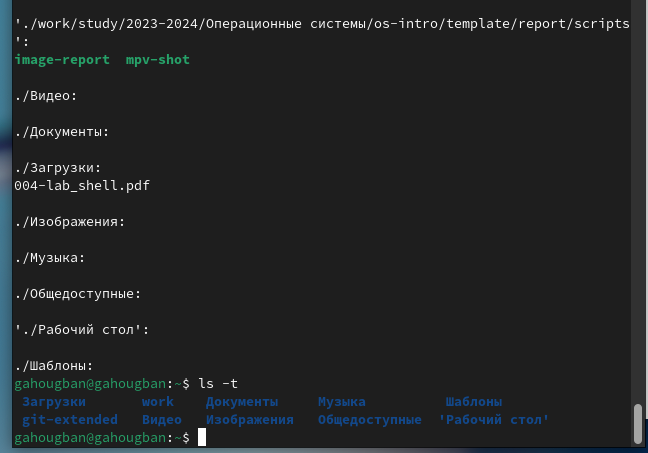 './work/study/2023-2024/Операционные системы/os-intro/template/report/scripts
':
image-report  mpv-shot
./Видео:
./Документы:
./Загрузки:
004-lab_shell.pdf
./Изображения:
./Музыка:
./Общедоступные:
'./Рабочий стол':
./Шаблоны:
gahougban@gahougban:~$ ls -t
Загрузки  work  Документы  Музыка  Шаблоны
git-extended  Видео  Изображения  Общедоступные  'Рабочий стол'
gahougban@gahougban:~$